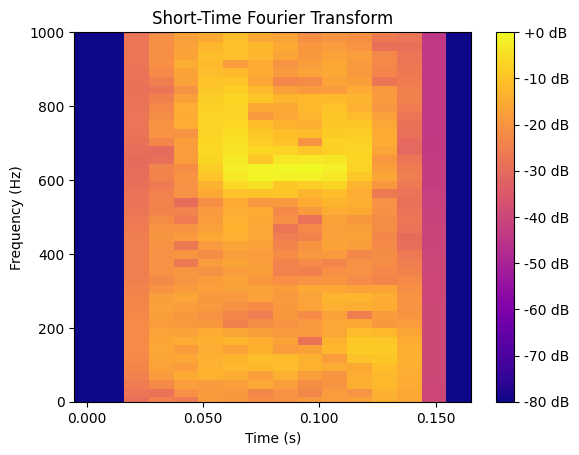 Short-Time Fourier Transform
1000
800
600
400
200
0
Frequency (Hz)
0.000
0.050
0.100
0.150
Time (s)
+0 dB
-10 dB
-20 dB
-30 dB
-40 dB
-50 dB
-60 dB
-70 dB
-80 dB